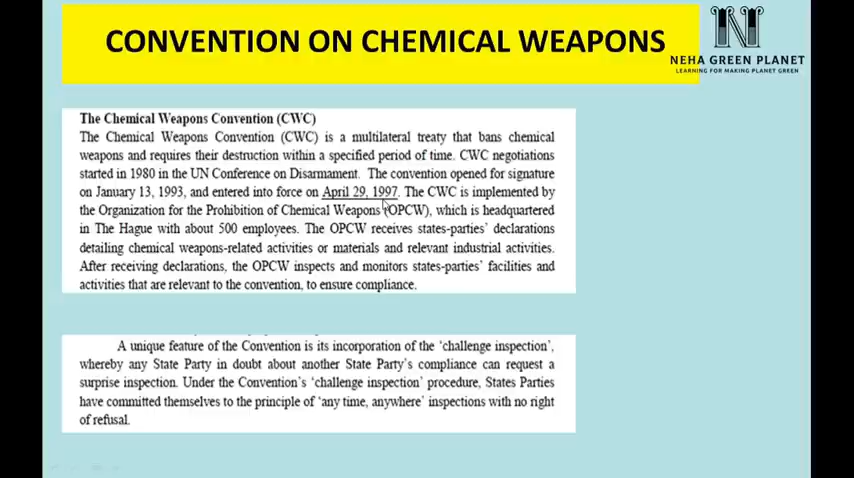 CONVENTION ON CHEMICAL WEAPONS
N
NEHA GREEN PLANET
LEARNING FOR MAKING PLANET GREEN
The Chemical Weapons Convention (CWC)
The Chemical Weapons Convention (CWC) is a multilateral treaty that bans chemical
weapons and requires their destruction within a specified period of time. CWC negotiations
started in 1980 in the UN Conference on Disarmament. The convention opened for signature
on January 13, 1993, and entered into force on April 29, 1997. The CWC is implemented by
the Organization for the Prohibition of Chemical Weapons (OPCW), which is headquartered
in The Hague with about 500 employees. The OPCW receives states-parties' declarations
detailing chemical weapons-related activities or materials and relevant industrial activities.
After receiving declarations, the OPCW inspects and monitors states-parties' facilities and
activities that are relevant to the convention, to ensure compliance.
A unique feature of the Convention is its incorporation of the 'challenge inspection',
whereby any State Party in doubt about another State Party's compliance can request a
surprise inspection. Under the Convention's 'challenge inspection' procedure, States Parties
have committed themselves to the principle of 'any time, anywhere' inspections with no right
of refusal.